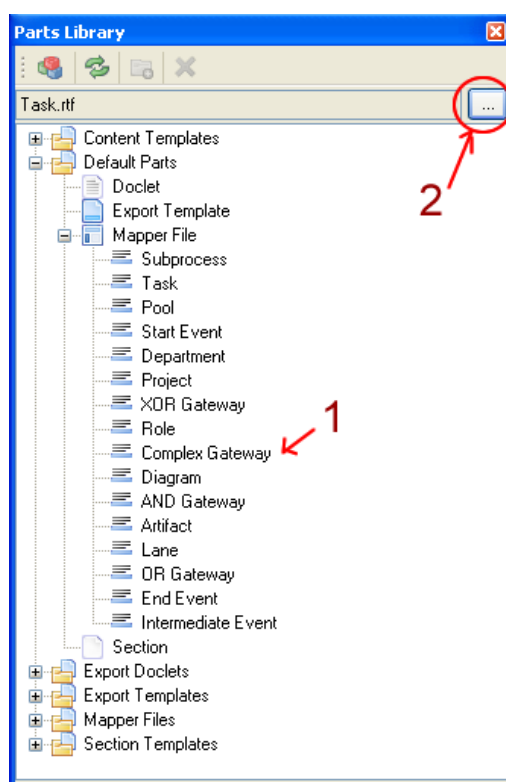 Parts Library
Task.rtf
...
Content Templates
Default Parts
2
Doclet
Export Template
Mapper File
Subprocess
Task
Pool
Start Event
Department
Project
XOR Gateway
1
Role
Complex Gateway
Diagram
AND Gateway
Artifact
Lane
OR Gateway
End Event
Intermediate Event
Section
Export Doclets
Export Templates
Mapper Files
Section Templates